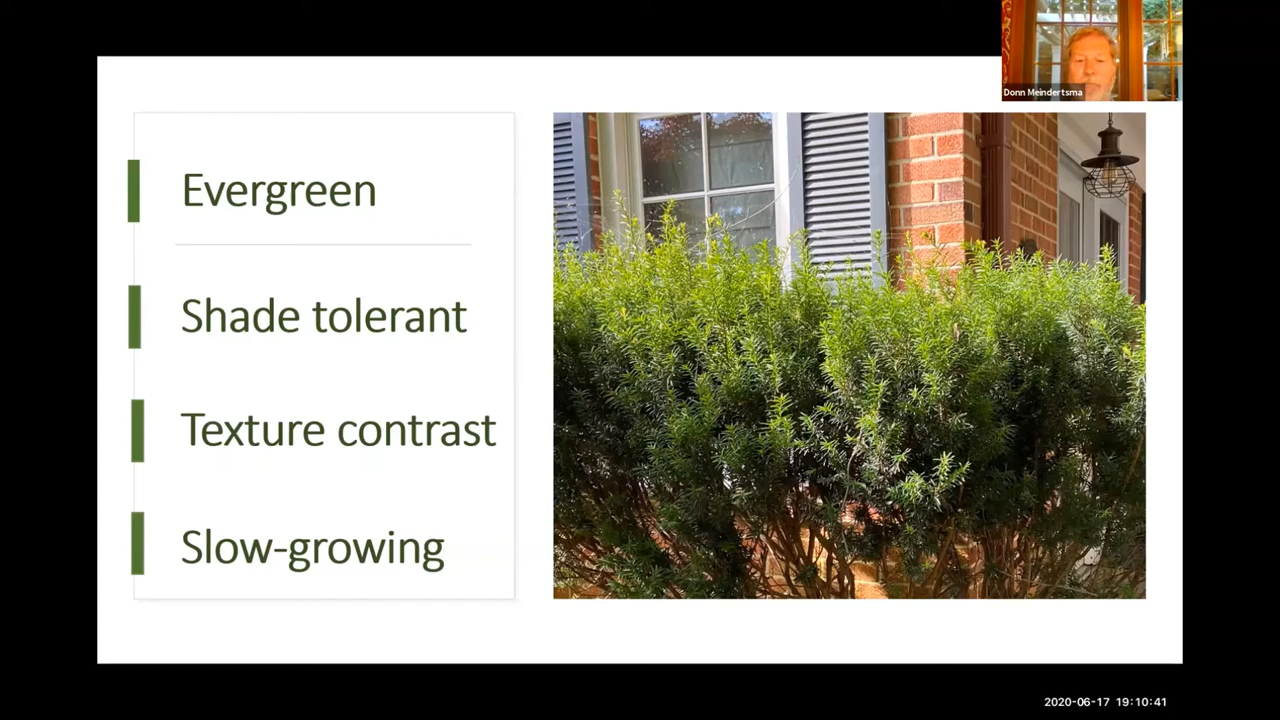 Donn Meindertsma
Evergreen
Shade tolerant
Texture contrast
Slow-growing
2020-06-17 19:10:41